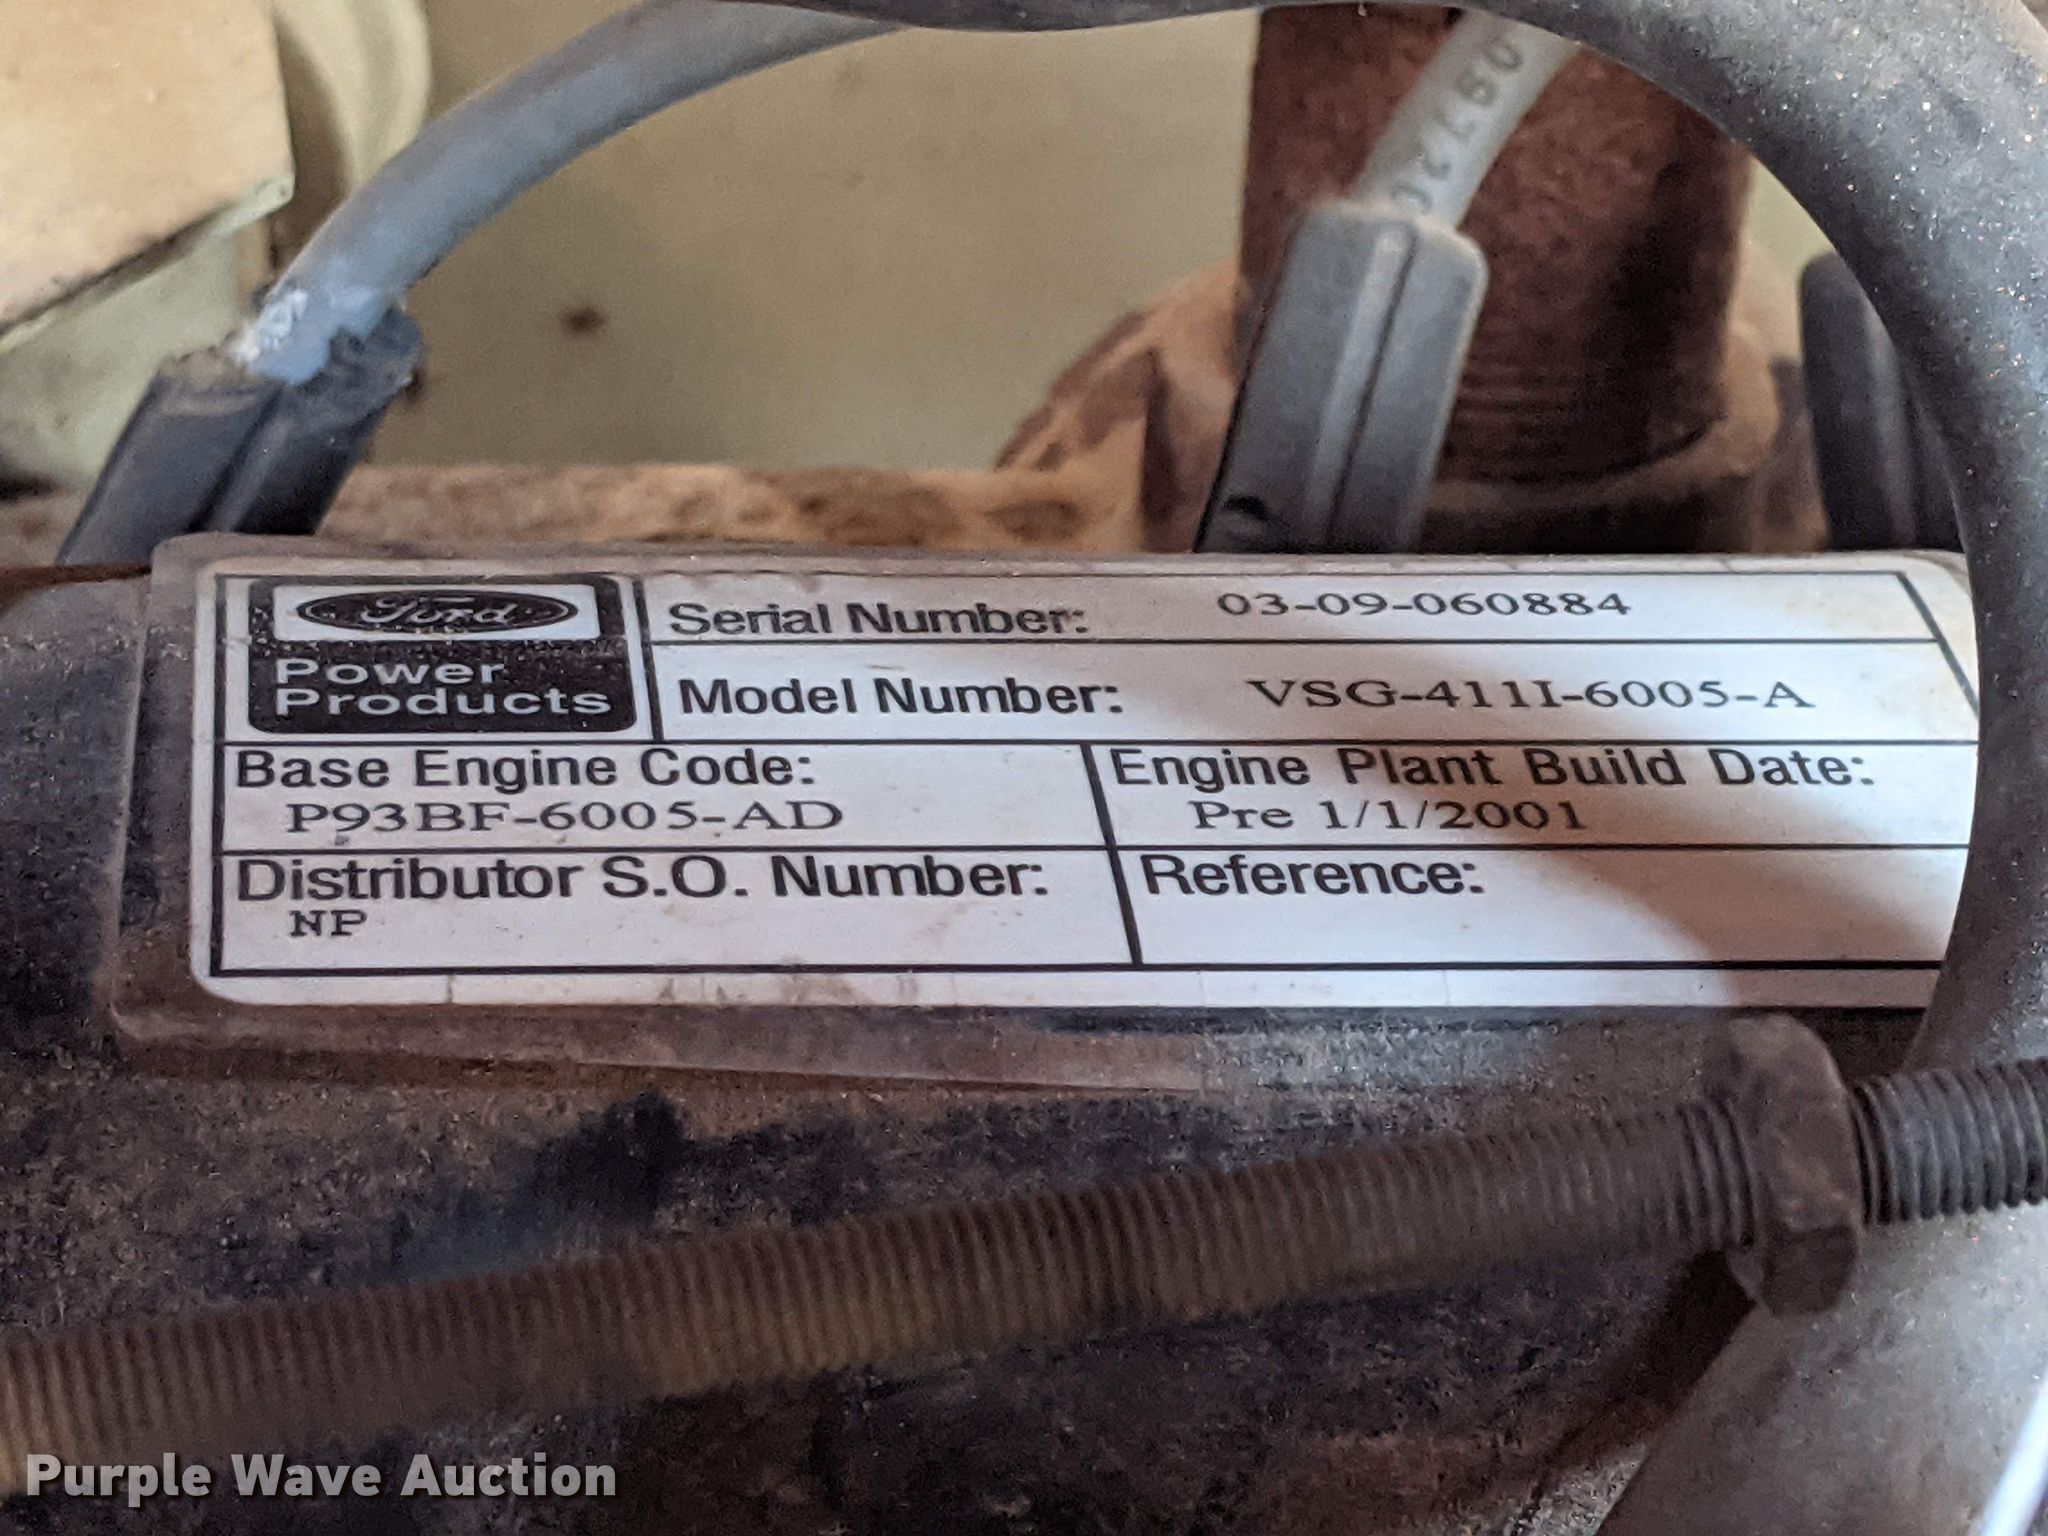 Ford
Power
Products
Serial Number: 03-09-060884
Model Number: VSG-411I-6005-A
Base Engine Code:
P93BF-6005-AD
Engine Plant Build Date:
Pre 1/1/2001
Distributor S.O. Number:
NP
Reference:
Purple Wave Auction